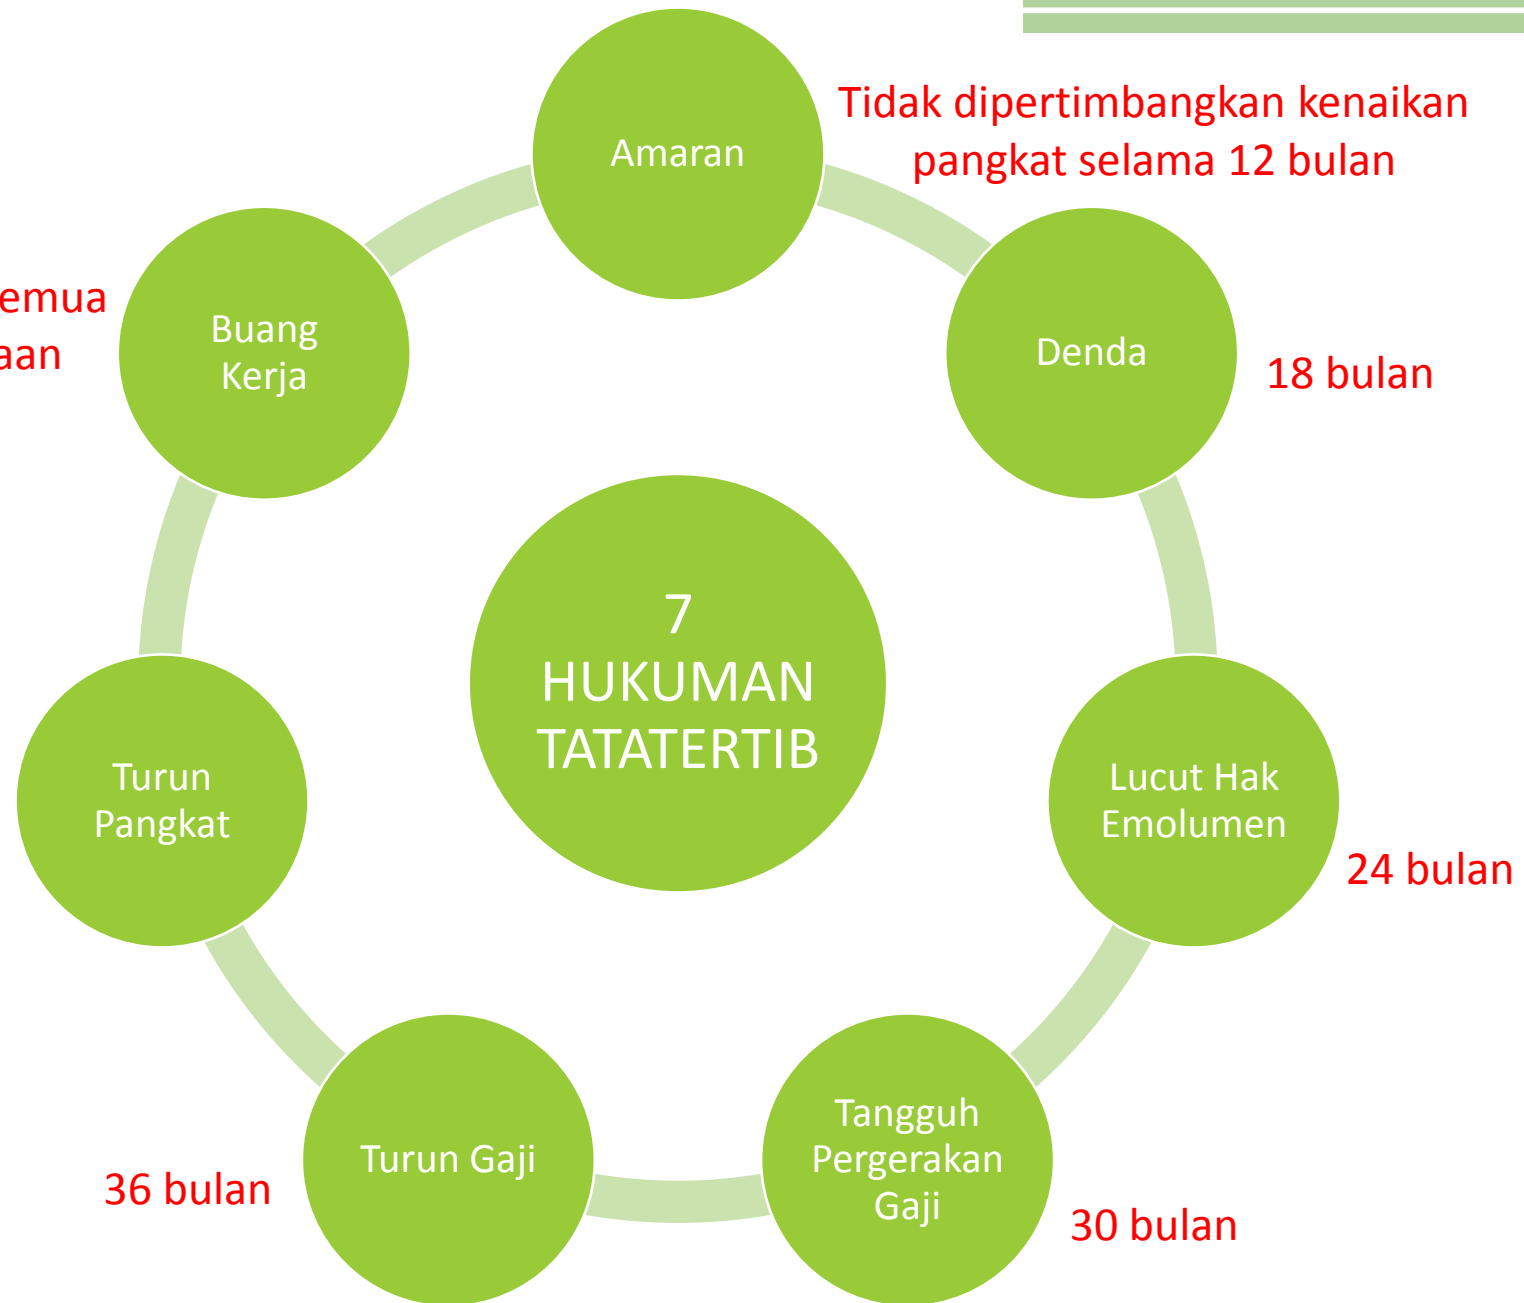 7
HUKUMAN
TATATERTIB
Amaran
Tidak dipertimbangkan kenaikan
pangkat selama 12 bulan
Denda
18 bulan
Lucut Hak
Emolumen
24 bulan
Tangguh
Pergerakan
Gaji
30 bulan
Turun Gaji
36 bulan
Turun
Pangkat
Buang
Kerja